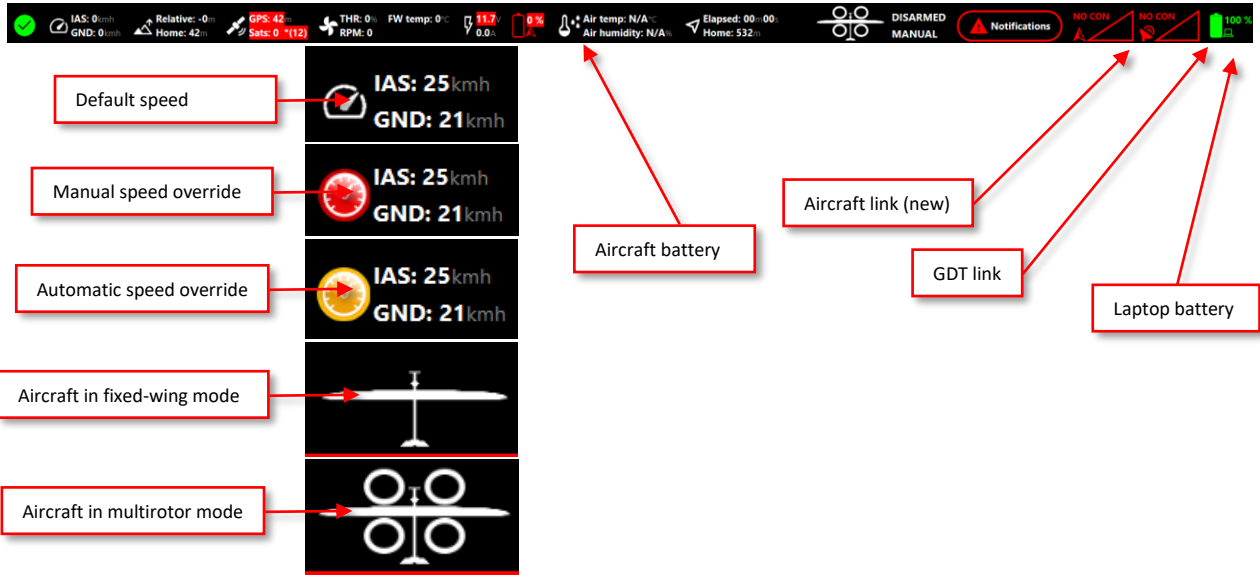 IAS: 0kmh
GND: 0kmh
Relative: -0m
Home: 42m
GPS: 42m
Sats: 0 *(12)
THR: 0%
RPM: 0
FW temp: 0°C
11.7V
0.0A
0 %
Air temp: N/A°C
Air humidity: N/A%
Elapsed: 00m00s
Home: 532m
DISARMED
MANUAL
Notifications
NO CON
NO CON
100 %
Default speed
IAS: 25kmh
GND: 21kmh
Manual speed override
IAS: 25kmh
GND: 21kmh
Automatic speed override
IAS: 25kmh
GND: 21kmh
Aircraft in fixed-wing mode
Aircraft in multirotor mode
Aircraft battery
Aircraft link (new)
GDT link
Laptop battery